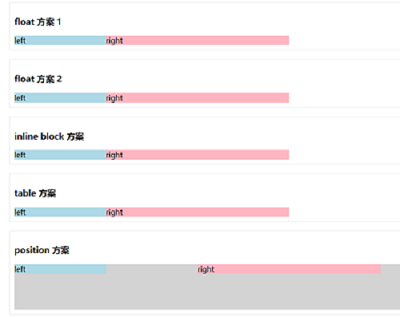 float 方案 1
left right
float 方案 2
left right
inline block 方案
left right
table 方案
left right
position 方案
left right